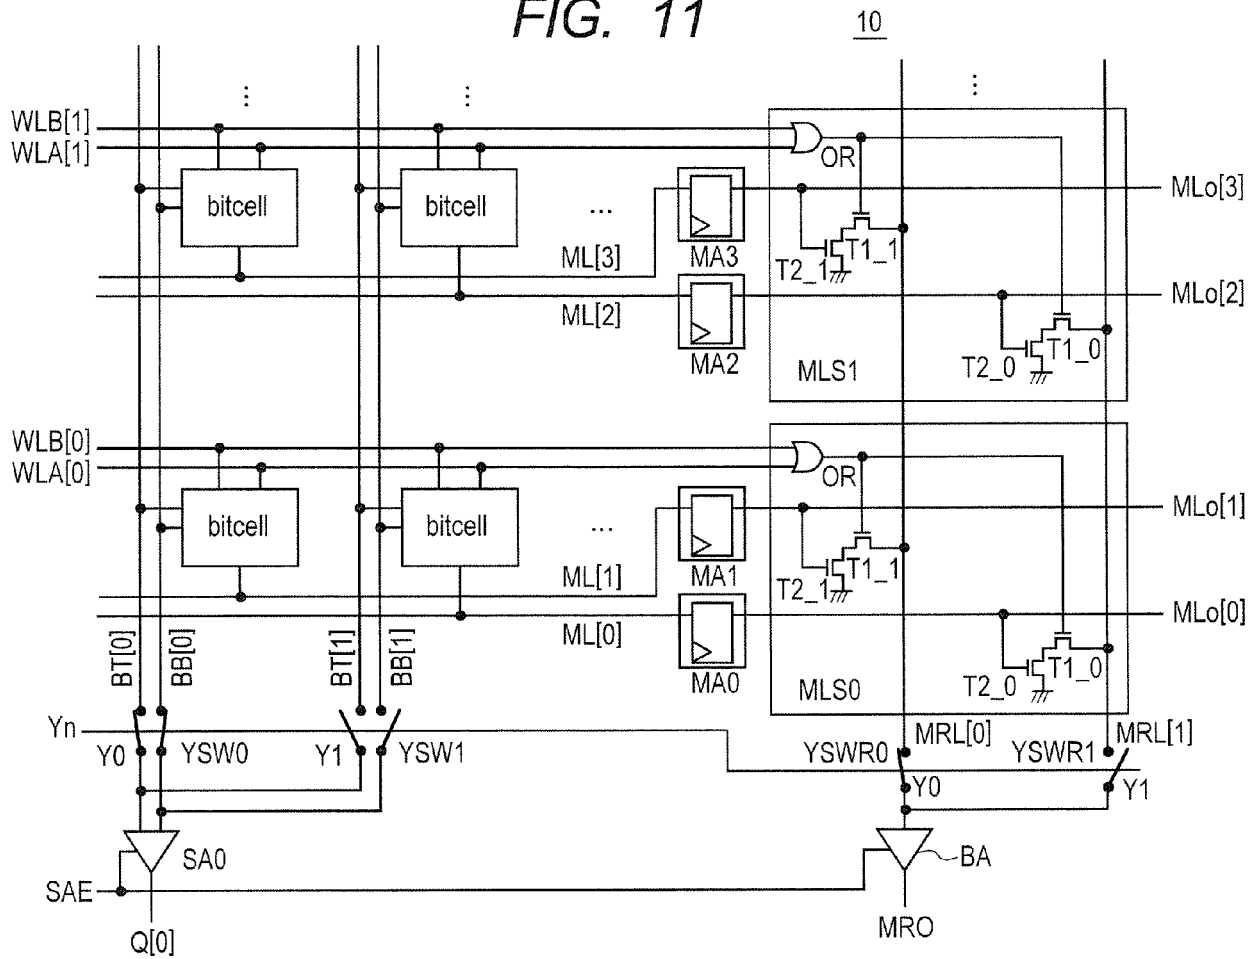 FIG. 11
10
WLB[1]
WLA[1]
OR
bitcell
bitcell
...
MLo[3]
ML[3]
MA3
T2_1
T1_1
ML[2]
MLo[2]
MA2
MLS1
T2_0
T1_0
WLB[0]
WLA[0]
OR
bitcell
bitcell
...
MLo[1]
ML[1]
MA1
T2_1
T1_1
ML[0]
MLo[0]
BT[0]
BB[0]
BT[1]
BB[1]
MA0
MLS0
T2_0
T1_0
Yn
Y0
YSW0
Y1
YSW1
YSWR0
MRL[0]
YSWR1
MRL[1]
Y0
Y1
SA0
BA
SAE
Q[0]
MRO